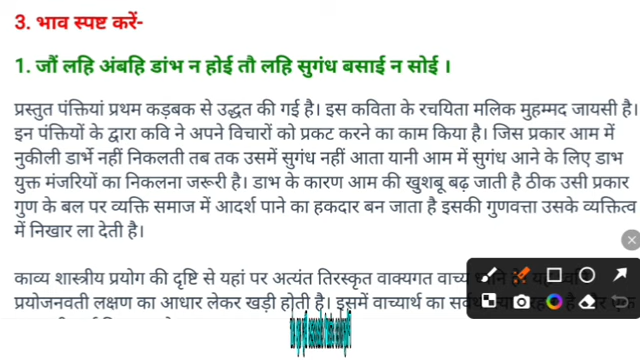 3. भाव स्पष्ट करें-
1. जौं लहि अंबहि डांभ न होई तौ लहि सुगंध बसाई न सोई ।
प्रस्तुत पंक्तियां प्रथम कड़बक से उद्धत की गई है। इस कविता के रचयिता मलिक मुहम्मद जायसी है।
इन पंक्तियों के द्वारा कवि ने अपने विचारों को प्रकट करने का काम किया है। जिस प्रकार आम में
नुकीली डार्भे नहीं निकलती तब तक उसमें सुगंध नहीं आता यानी आम में सुगंध आने के लिए डाभ
युक्त मंजरियों का निकलना जरूरी है। डाभ के कारण आम की खुशबू बढ़ जाती है ठीक उसी प्रकार
गुण के बल पर व्यक्ति समाज में आदर्श पाने का हकदार बन जाता है इसकी गुणवत्ता उसके व्यक्तित्व
में निखार ला देती है।
काव्य शास्त्रीय प्रयोग की दृष्टि से यहां पर अत्यंत तिरस्कृत वाक्यगत वाच्य
प्रयोजनवती लक्षण का आधार लेकर खड़ी होती है। इसमें वाच्यार्थ का